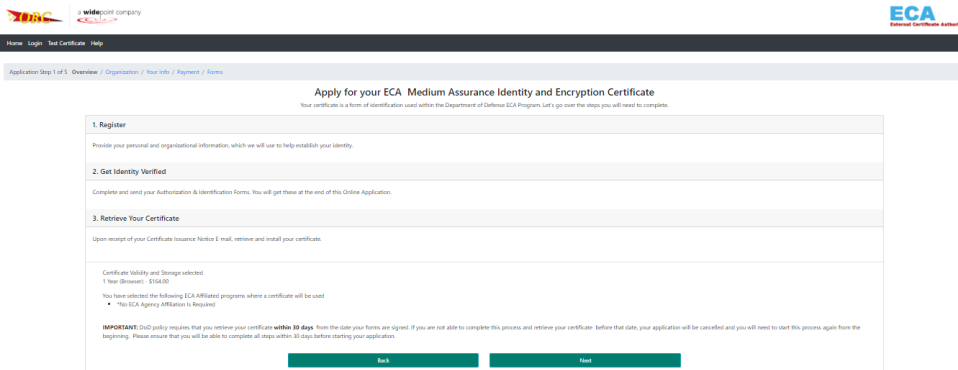 ORC
a widepoint company
ECA
External Certificate Author
Home Login Test Certificate Help
Application Step 1 of 5 Overview / Organization / Your Info / Payment / Forms
Apply for your ECA Medium Assurance Identity and Encryption Certificate
Your certificate is a form of identification used within the Department of Defense ECA Program. Let's go over the steps you will need to complete.
1. Register
Provide your personal and organizational information, which we will use to help establish your identity.
2. Get Identity Verified
Complete and send your Authorization & Identification Forms. You will get these at the end of this Online Application.
3. Retrieve Your Certificate
Upon receipt of your Certificate Issuance Notice E-mail, retrieve and install your certificate.
Certificate Validity and Storage selected
1 Year (Browser) - $164.00
You have selected the following ECA Affiliated programs where a certificate will be used
• *No ECA Agency Affiliation Is Required
IMPORTANT: DoD policy requires that you retrieve your certificate within 30 days from the date your forms are signed. If you are not able to complete this process and retrieve your certificate before that date, your application will be cancelled and you will need to start this process again from the
beginning. Please ensure that you will be able to complete all steps within 30 days before starting your application.
Back
Next